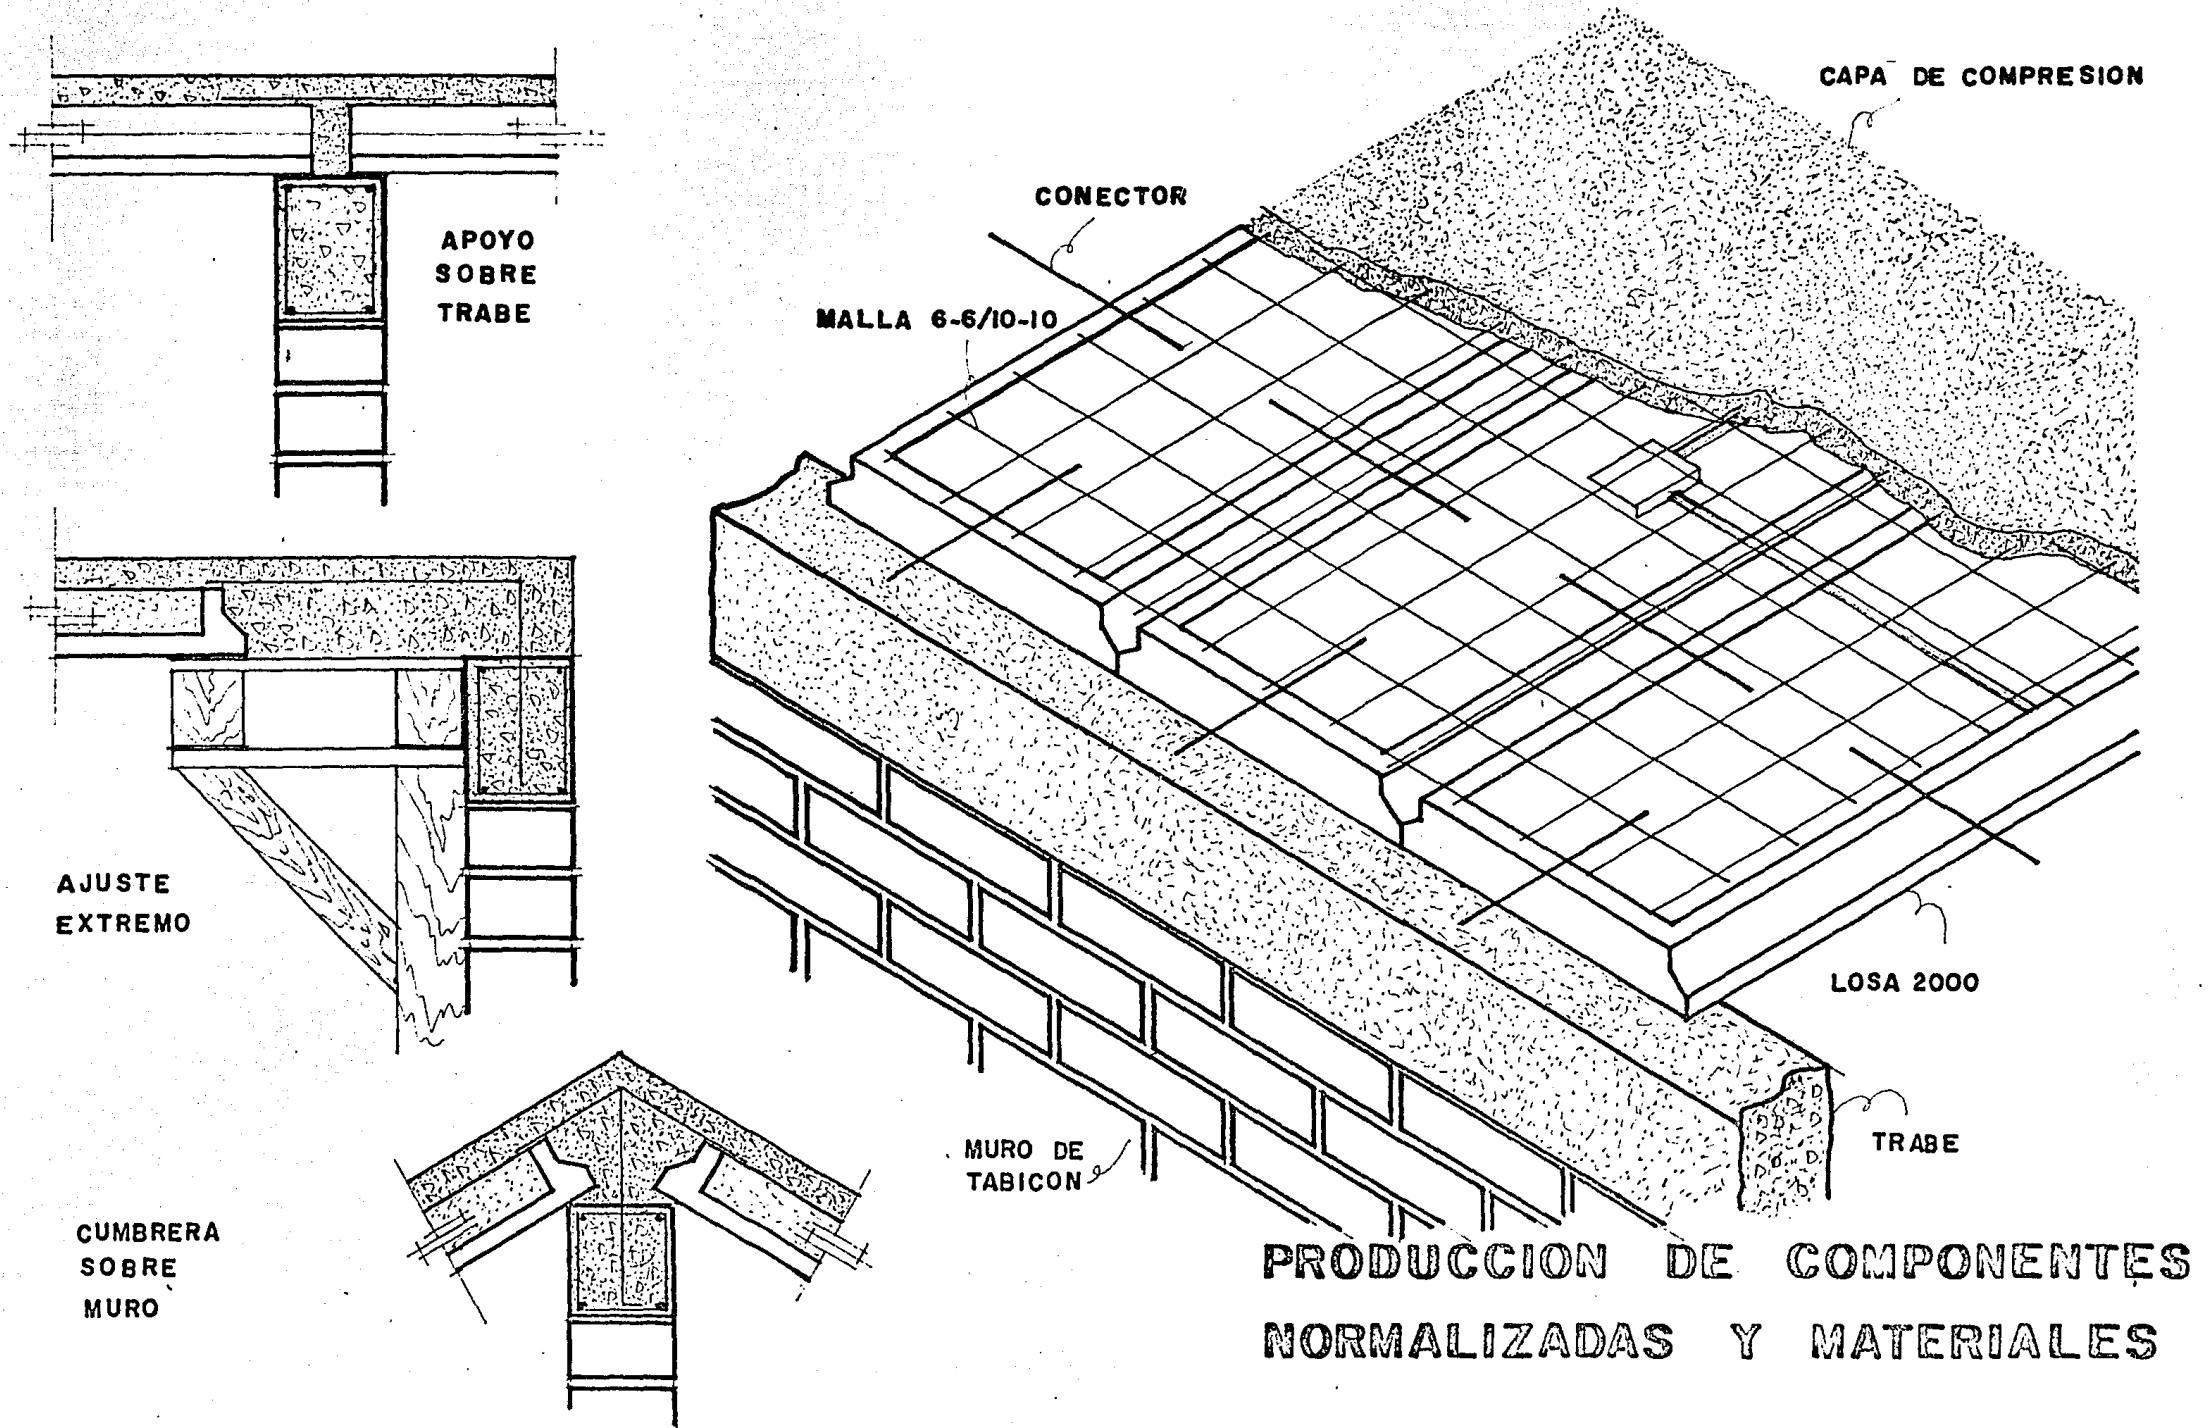 CAPA DE COMPRESION
CONECTOR
APOYO
SOBRE
TRABE
MALLA 6-6/10-10
AJUSTE
EXTREMO
LOSA 2000
MURO DE
TABICON
TRABE
CUMBRERA
SOBRE
MURO
PRODUCCION DE COMPONENTES
NORMALIZADAS Y MATERIALES